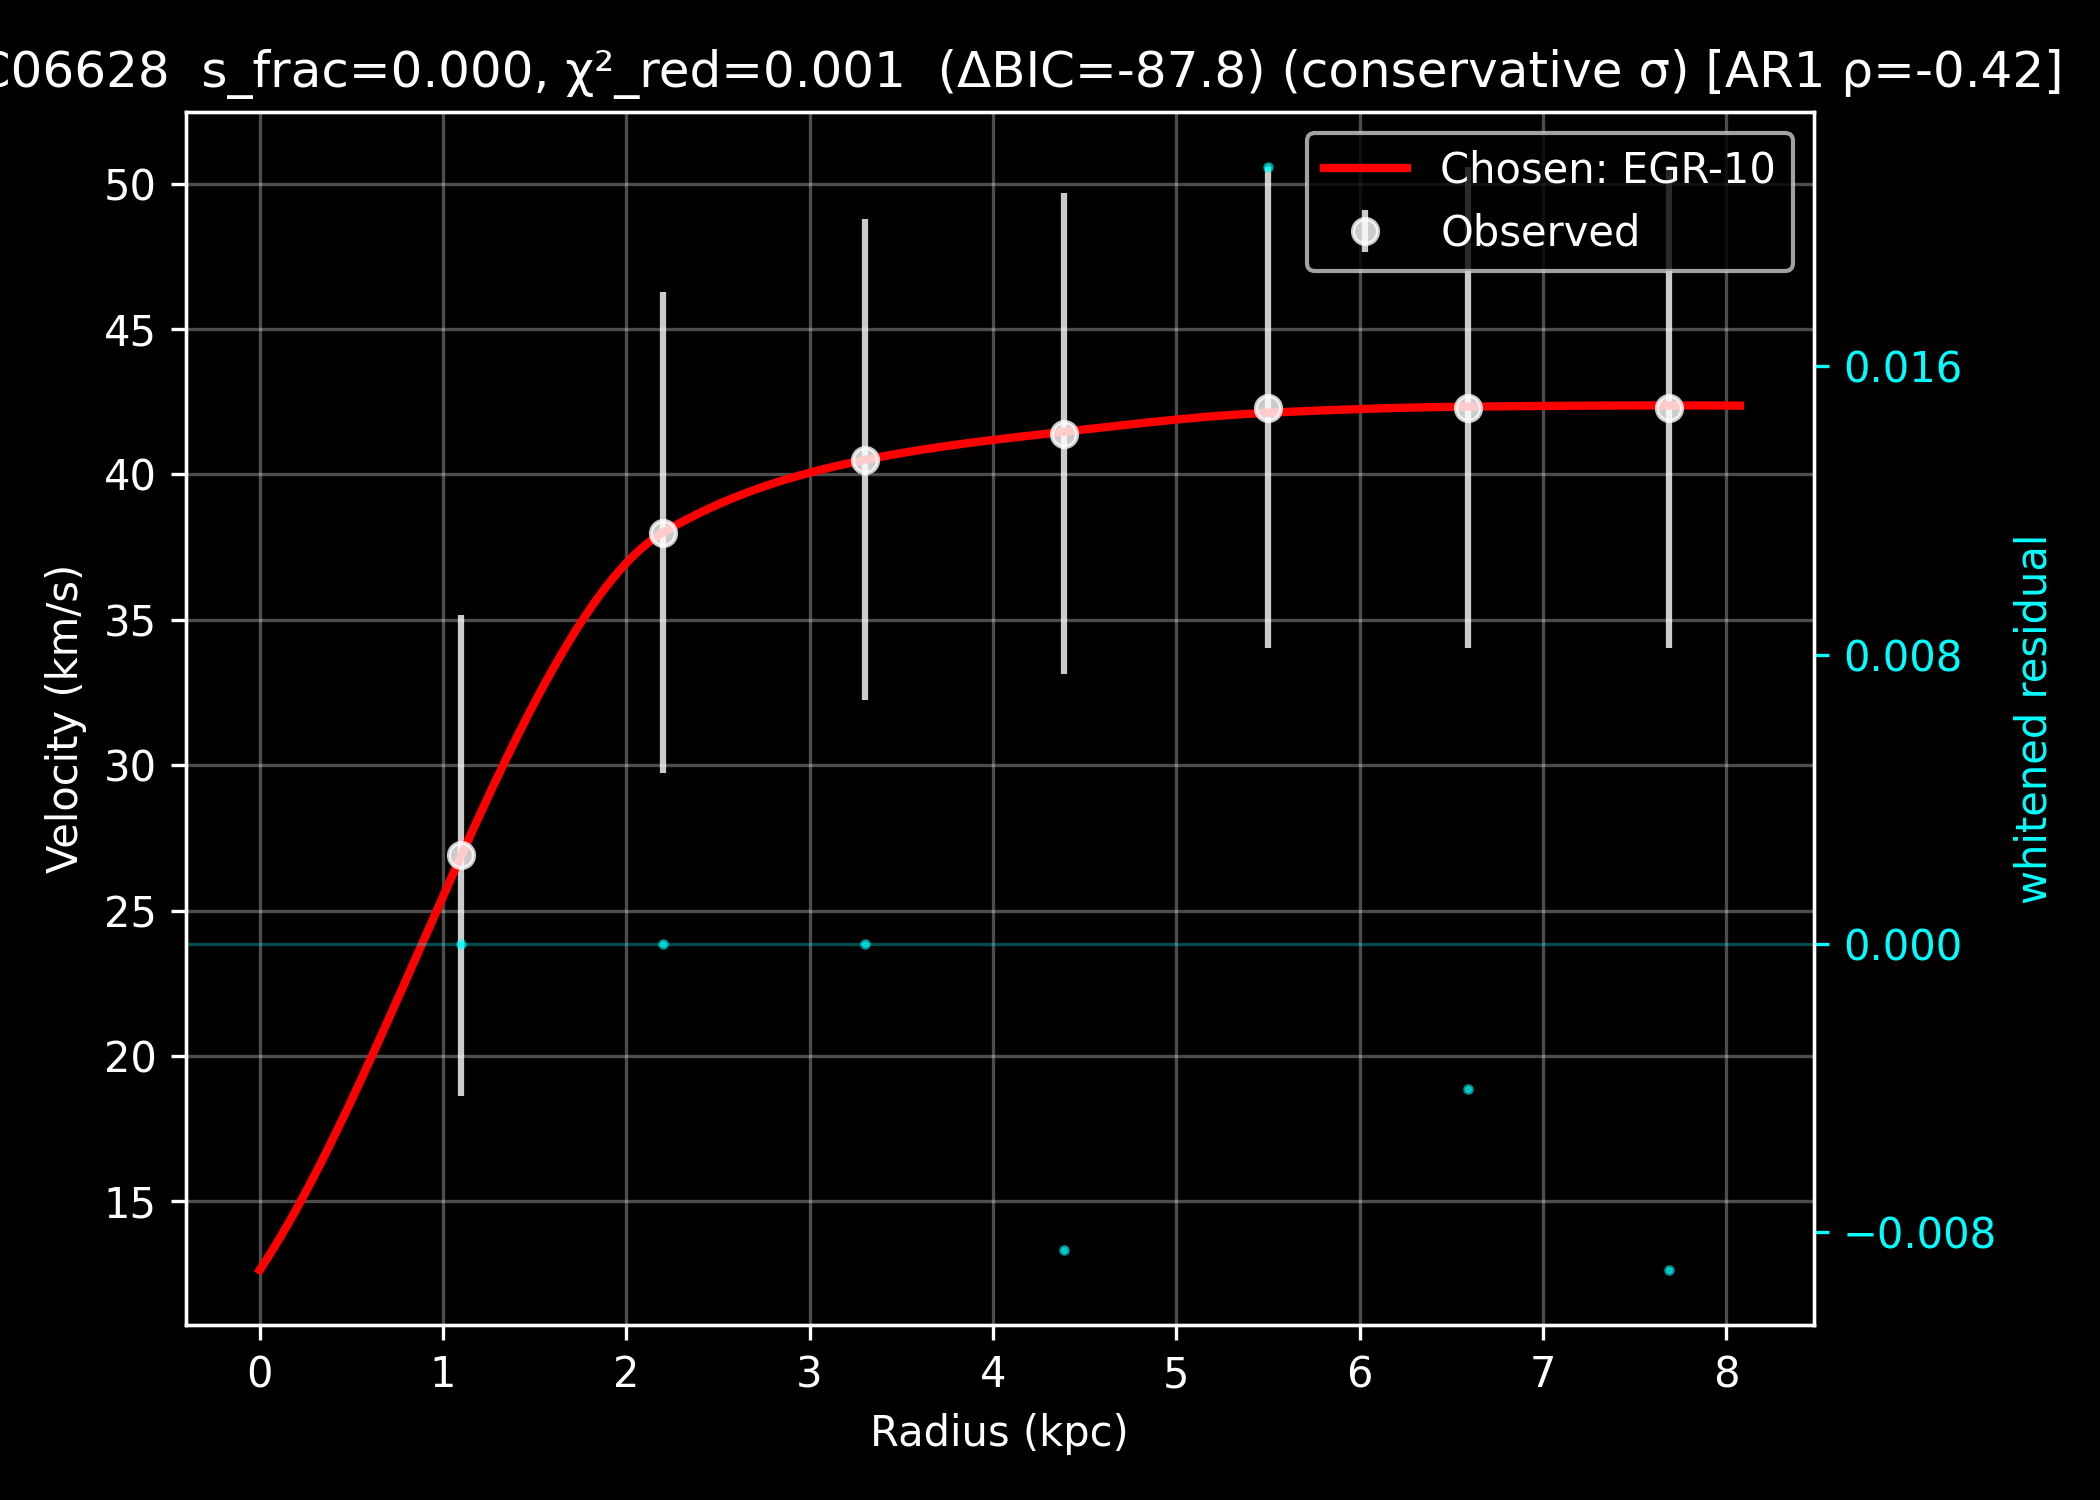 C06628 s_frac=0.000, χ²_red=0.001 (ΔBIC=-87.8) (conservative σ) [AR1 ρ=-0.42]
Chosen: EGR-10
Observed
50
45
40
35
30
25
20
15
Velocity (km/s)
0.016
0.008
0.000
−0.008
whitened residual
0 1 2 3 4 5 6 7 8
Radius (kpc)